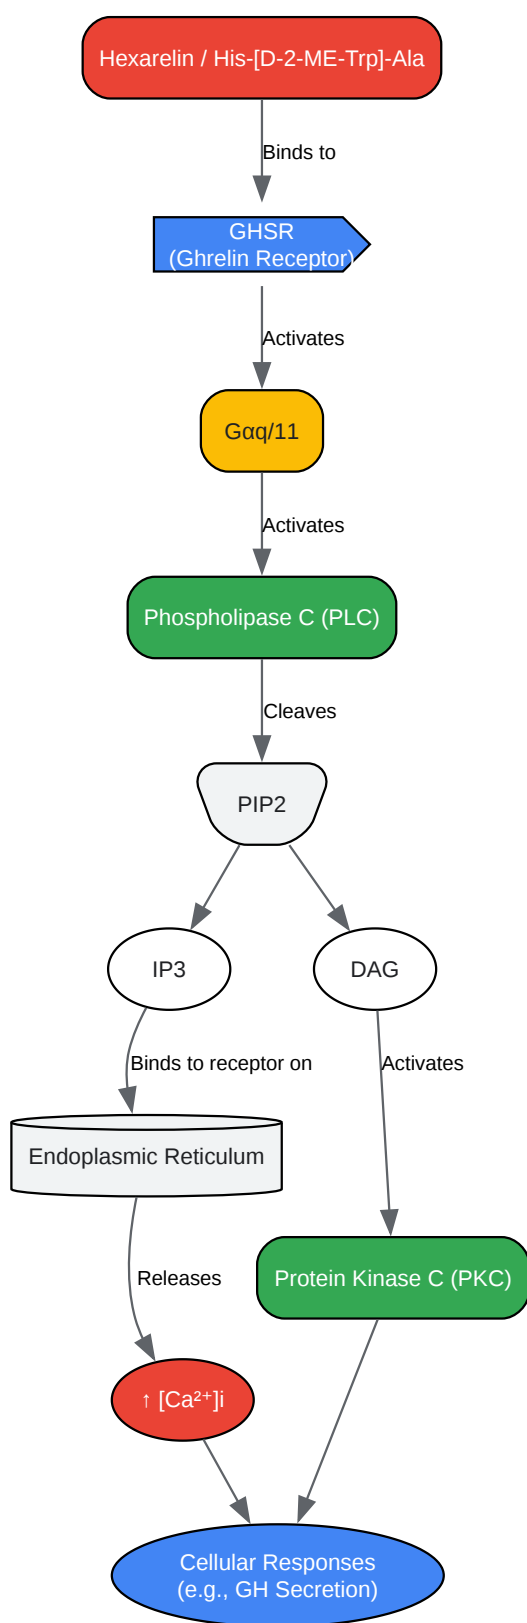 Hexarelin / His-[D-2-ME-Trp]-Ala
Binds to
GHSR
(Ghrelin Receptor)
Activates
Gαq/11
Activates
Phospholipase C (PLC)
Cleaves
PIP2
IP3
DAG
Binds to receptor on
Activates
Endoplasmic Reticulum
Releases
Protein Kinase C (PKC)
↑ [Ca²⁺]i
Cellular Responses
(e.g., GH Secretion)